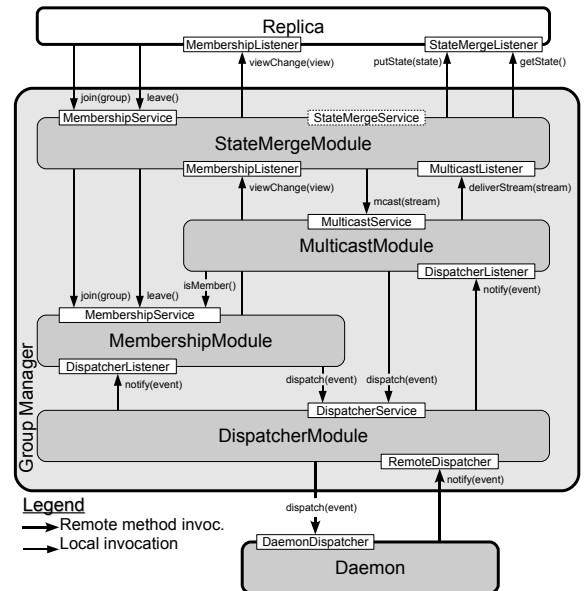 Replica
MembershipListener
StateMergeListener
viewChange(view)
putState(state)
getState()
join(group)
leave()
MembershipService
StateMergeService
StateMergeModule
MembershipListener
MulticastListener
viewChange(view)
mcast(stream)
deliverStream(stream)
MulticastService
MulticastModule
DispatcherListener
isMember()
join(group)
leave()
notify(event)
MembershipService
MembershipModule
DispatcherListener
dispatch(event)
dispatch(event)
notify(event)
DispatcherService
DispatcherModule
RemoteDispatcher
Group Manager
notify(event)
Legend
Remote method invoc.
Local invocation
dispatch(event)
DaemonDispatcher
Daemon